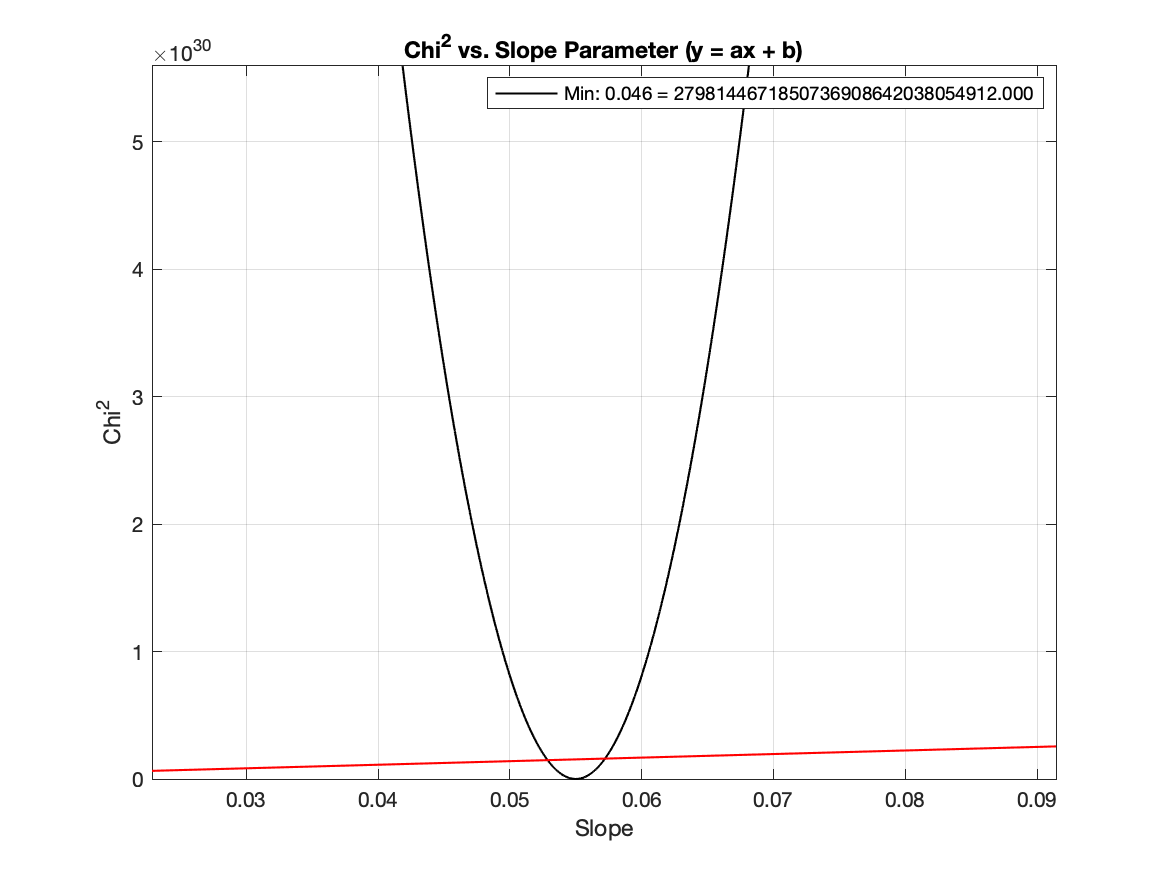 ×10^30
Chi^2 vs. Slope Parameter (y = ax + b)
Min: 0.046 = 2798144671850736908642038054912.000
5
4
3
2
1
0
Chi^2
0.03 0.04 0.05 0.06 0.07 0.08 0.09
Slope